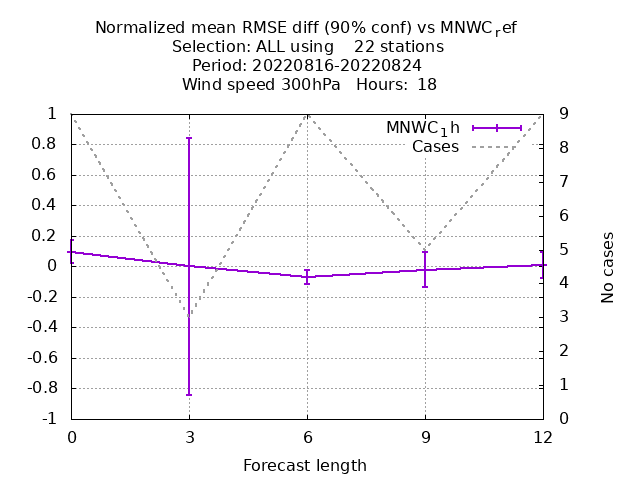 Normalized mean RMSE diff (90% conf) vs MNWC_ref
Selection: ALL using    22 stations
Period: 20220816-20220824
Wind speed 300hPa   Hours:  18
MNWC_1h
Cases
1
0.8
0.6
0.4
0.2
0
-0.2
-0.4
-0.6
-0.8
-1
9
8
7
6
5
4
3
2
1
0
No cases
0 3 6 9 12
Forecast length